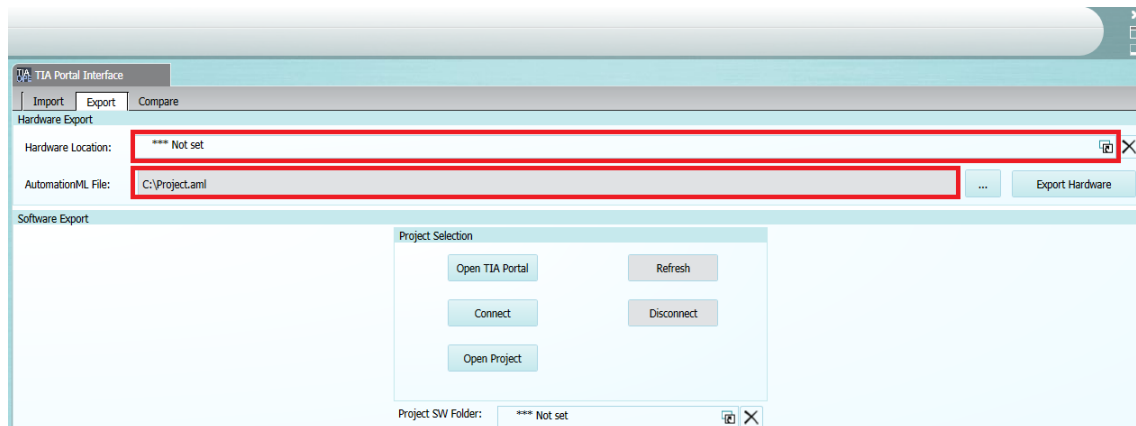 TIA Portal Interface
Import Export Compare
Hardware Export
Hardware Location: *** Not set
AutomationML File: C:\Project.aml ... Export Hardware
Software Export
Project Selection
Open TIA Portal Refresh
Connect Disconnect
Open Project
Project SW Folder: *** Not set